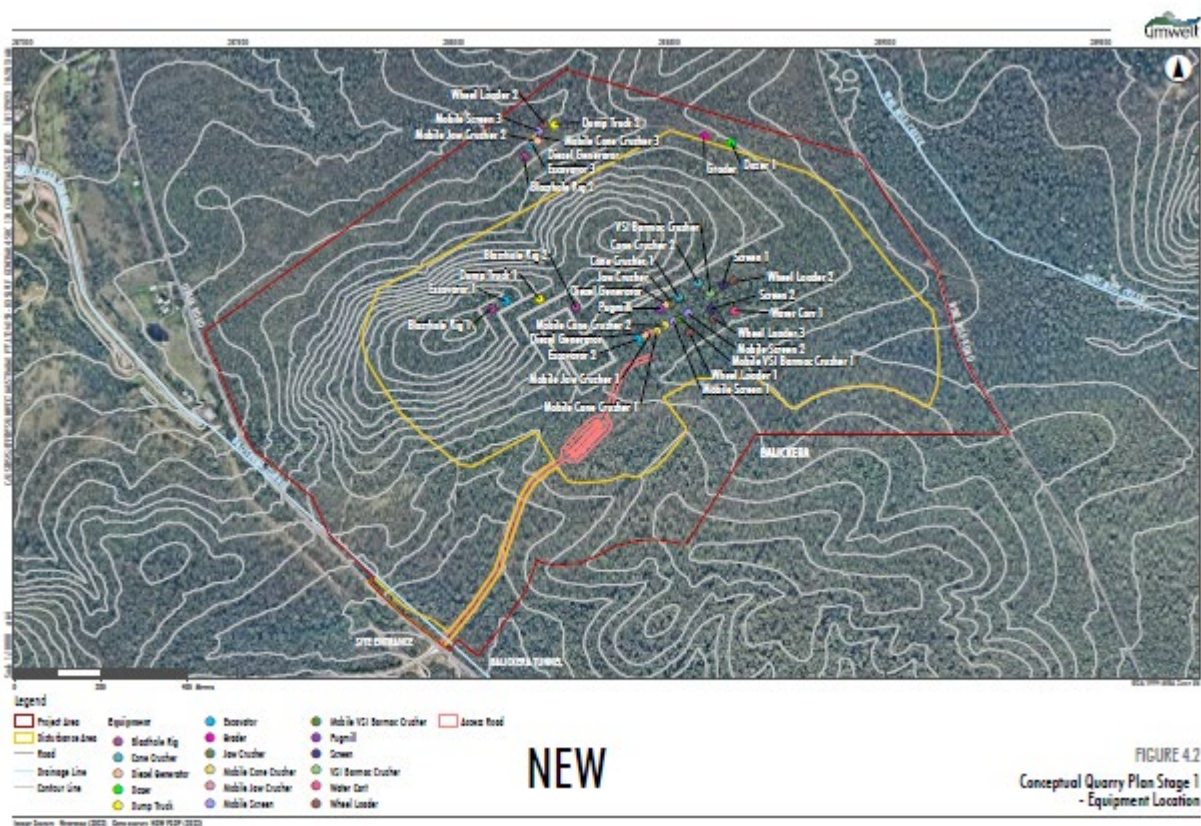 umwelt
Wheel Loader 2
Mobile Screen 3
Dump Truck 2
Mobile Jaw Crusher 2
Mobile Cone Crusher 3
Diesel Generator
Excavator 3
Blasthole Rig 2
Grader
Dozer 1
VSI Barmac Crusher
Cone Crusher 2
Blasthole Rig 2
Cone Crusher 1
Screen 1
Dump Truck 1
Jaw Crusher
Wheel Loader 2
Excavator 1
Diesel Generator
Screen 2
Pugmill
Water Cart 1
Blasthole Rig 1
Mobile Cone Crusher 2
Wheel Loader 3
Diesel Generator
Mobile Screen 2
Excavator 2
Mobile VSI Barmac Crusher 1
Mobile Jaw Crusher 1
Wheel Loader 1
Mobile Screen 1
Mobile Cone Crusher 1
BALICKERA
SITE ENTRANCE
BALICKERA TUNNEL
Legend
Project Area
Disturbance Area
Road
Drainage Line
Contour Line
Equipment
Blasthole Rig
Cone Crusher
Diesel Generator
Dozer
Dump Truck
Excavator
Grader
Jaw Crusher
Mobile Cone Crusher
Mobile Jaw Crusher
Mobile Screen
Mobile VSI Barmac Crusher
Pugmill
Screen
VSI Barmac Crusher
Water Cart
Wheel Loader
Access Road
NEW
FIGURE 4.2
Conceptual Quarry Plan Stage 1
- Equipment Location